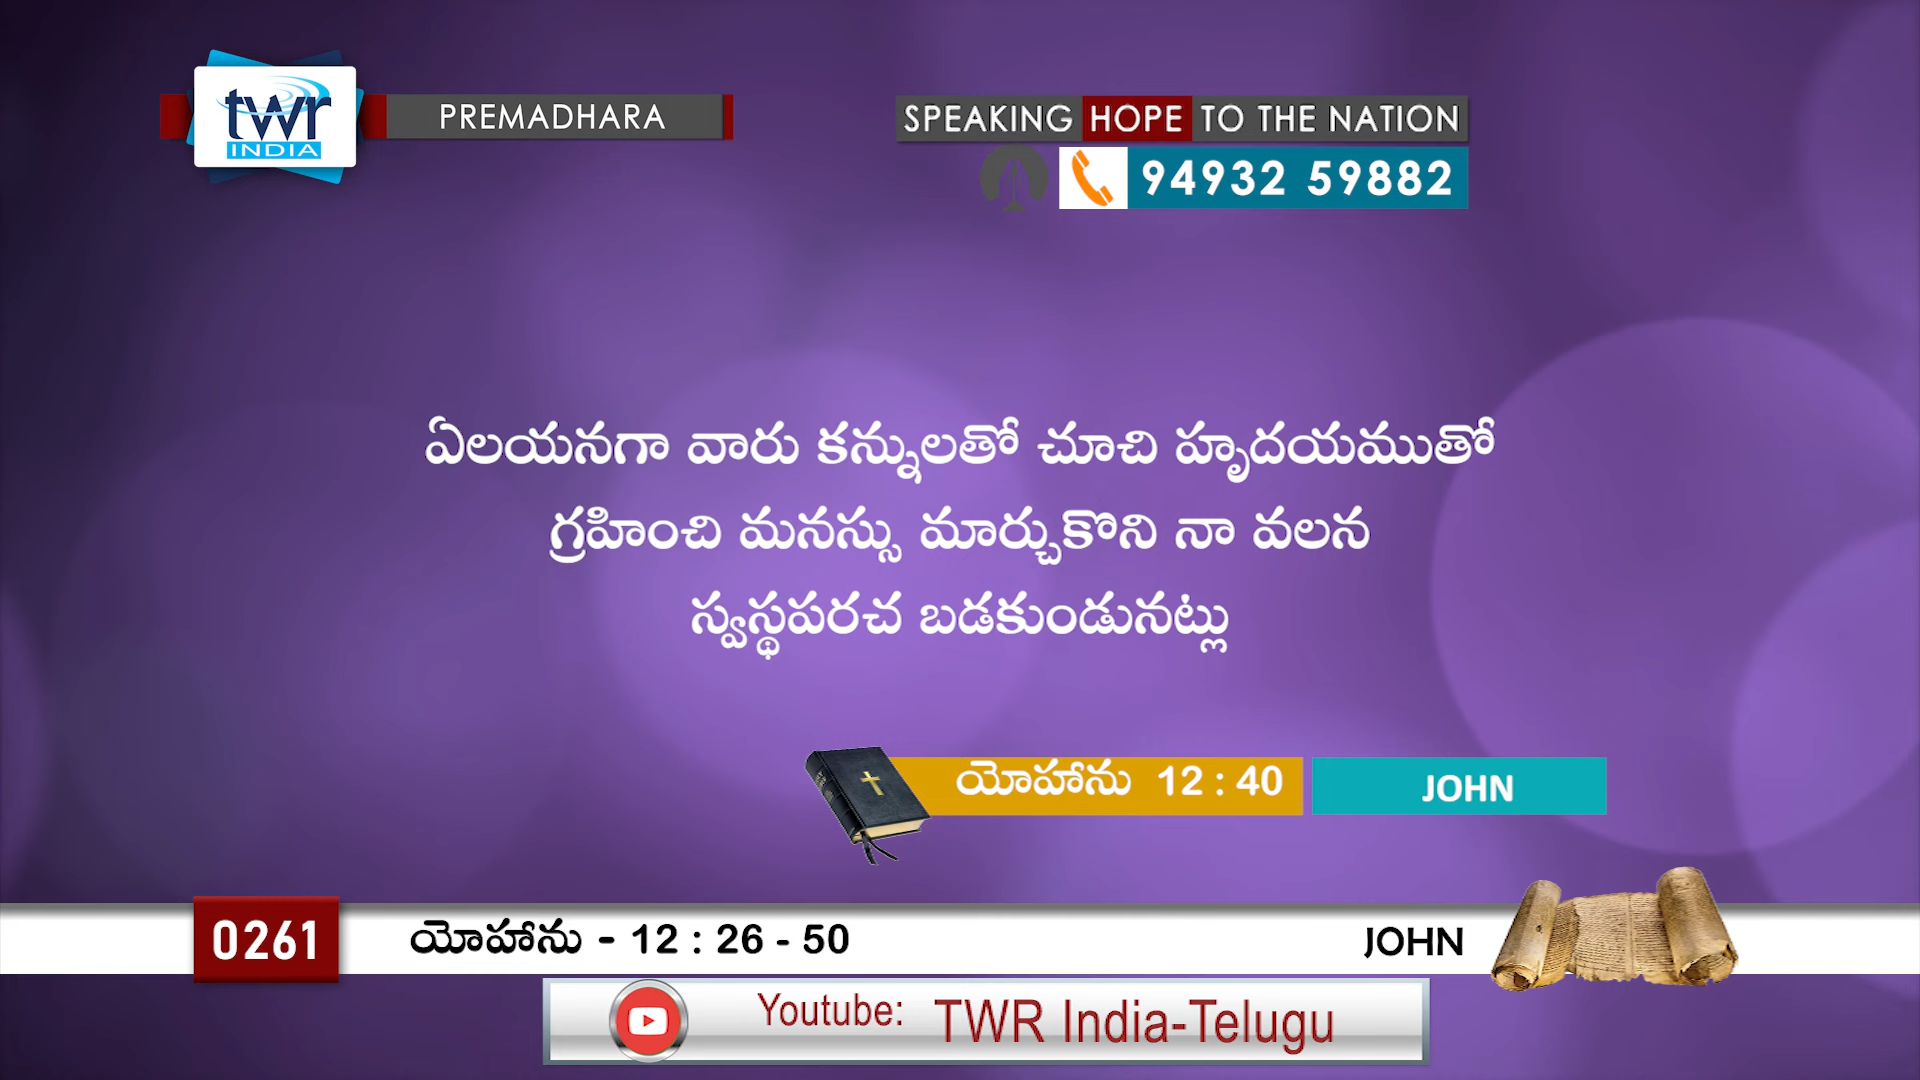 twr
INDIA
PREMADHARA
SPEAKING HOPE TO THE NATION
94932 59882
ఏలయనగా వారు కన్నులతో చూచి హృదయముతో
గ్రహించి మనస్సు మార్చుకొని నా వలన
స్వస్థపరచ బడకుండునట్లు
యోహాను 12 : 40
JOHN
0261
యోహాను - 12 : 26 - 50
JOHN
Youtube: TWR India-Telugu